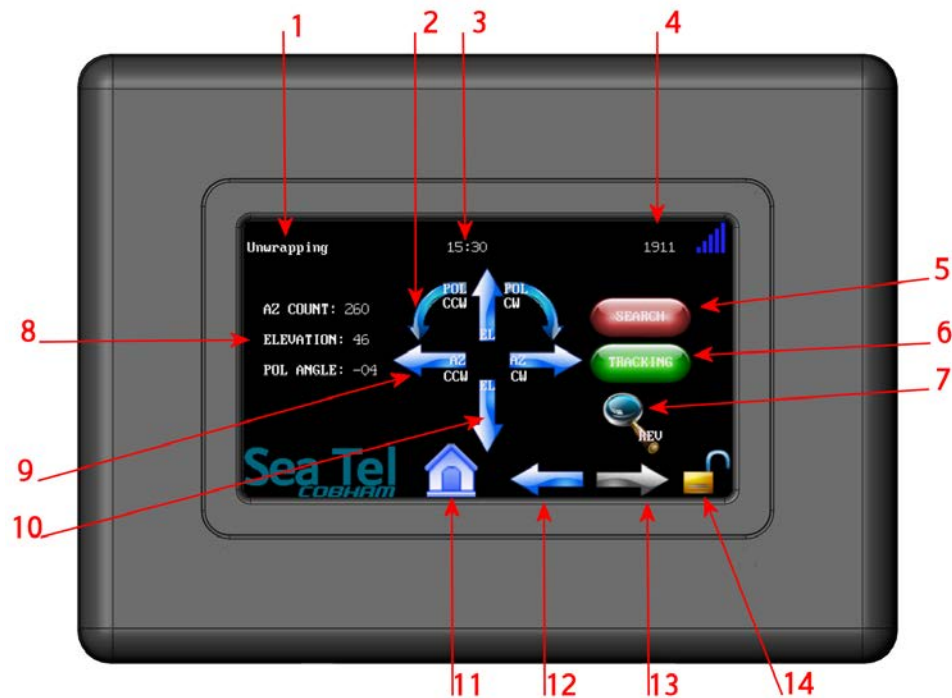 1
2
3
4
Unwrapping
15:30
1911
POL
CCW
POL
CW
EL
5
SEARCH
6
TRACKING
7
REV
8
AZ COUNT: 260
ELEVATION: 46
POL ANGLE: -04
AZ
CCW
AZ
CW
EL
9
10
Sea Tel
COBHAM
11
12
13
14